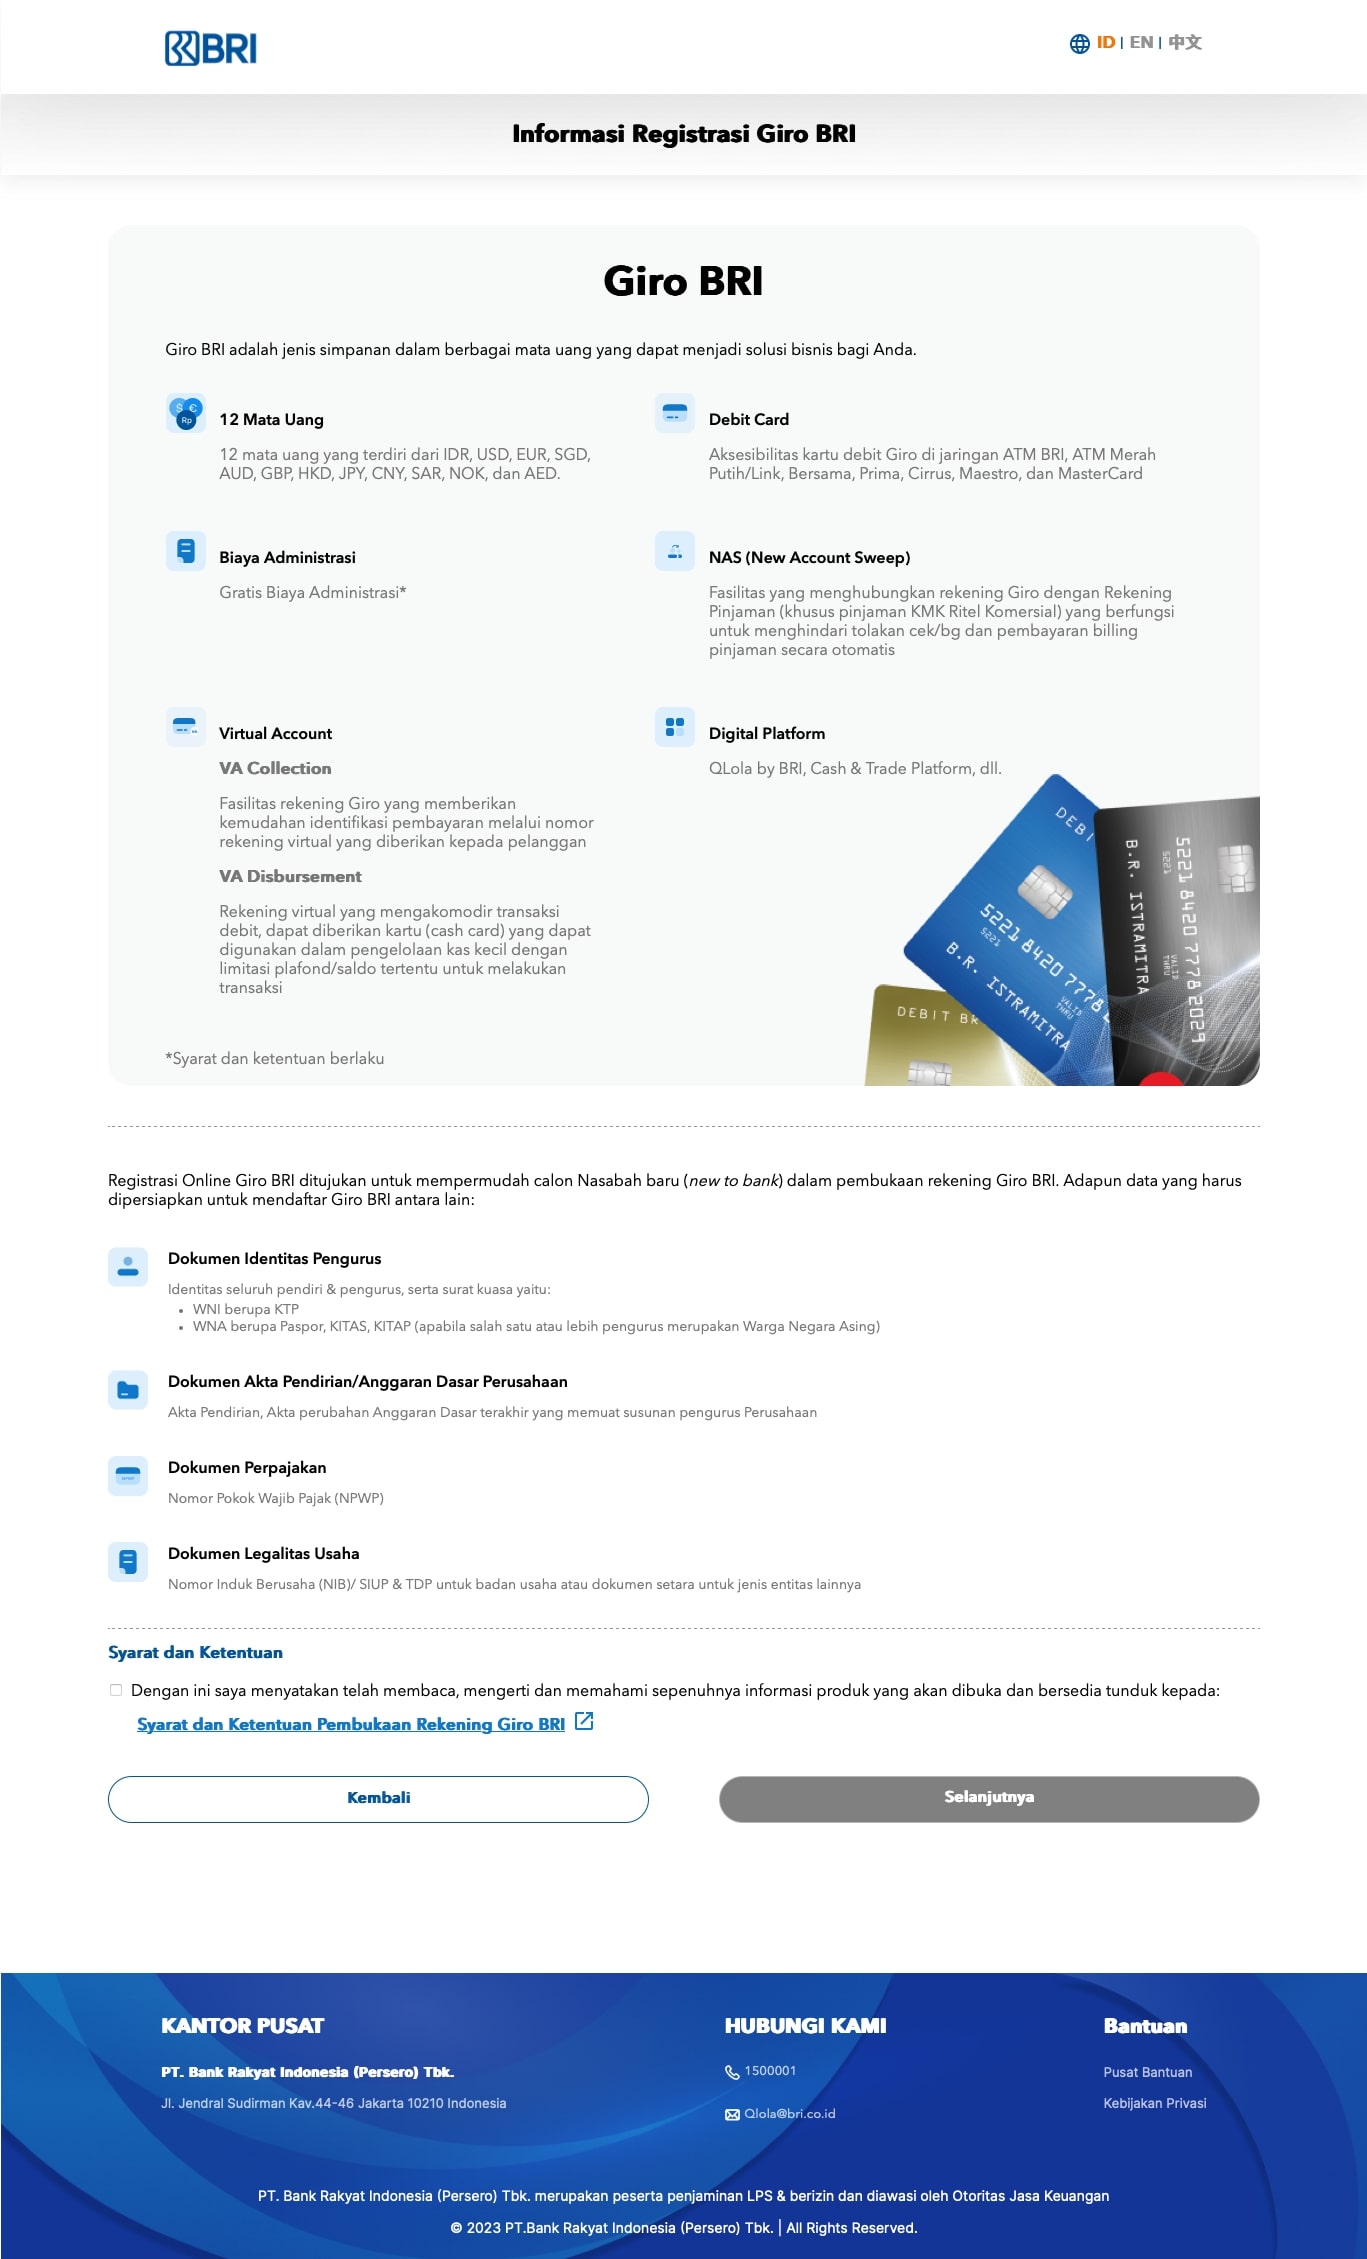 BRI
ID | EN | 中文
Informasi Registrasi Giro BRI
Giro BRI
Giro BRI adalah jenis simpanan dalam berbagai mata uang yang dapat menjadi solusi bisnis bagi Anda.
$ € Rp
12 Mata Uang
12 mata uang yang terdiri dari IDR, USD, EUR, SGD,
AUD, GBP, HKD, JPY, CNY, SAR, NOK, dan AED.
Debit Card
Aksesibilitas kartu debit Giro di jaringan ATM BRI, ATM Merah
Putih/Link, Bersama, Prima, Cirrus, Maestro, dan MasterCard
Biaya Administrasi
Gratis Biaya Administrasi*
NAS (New Account Sweep)
Fasilitas yang menghubungkan rekening Giro dengan Rekening
Pinjaman (khusus pinjaman KMK Ritel Komersial) yang berfungsi
untuk menghindari tolakan cek/bg dan pembayaran billing
pinjaman secara otomatis
Virtual Account
VA Collection
Fasilitas rekening Giro yang memberikan
kemudahan identifikasi pembayaran melalui nomor
rekening virtual yang diberikan kepada pelanggan
VA Disbursement
Rekening virtual yang mengakomodir transaksi
debit, dapat diberikan kartu (cash card) yang dapat
digunakan dalam pengelolaan kas kecil dengan
limitasi plafond/saldo tertentu untuk melakukan
transaksi
Digital Platform
QLola by BRI, Cash & Trade Platform, dll.
DEBIT
5221 8420 7778
5221
VALID
THRU
B.R. ISTRAMITRA
5221 8420 7778 2029
5221
VALID
THRU
B.R. ISTRAMITRA
DEBIT BR
*Syarat dan ketentuan berlaku
Registrasi Online Giro BRI ditujukan untuk mempermudah calon Nasabah baru (new to bank) dalam pembukaan rekening Giro BRI. Adapun data yang harus
dipersiapkan untuk mendaftar Giro BRI antara lain:
Dokumen Identitas Pengurus
Identitas seluruh pendiri & pengurus, serta surat kuasa yaitu:
• WNI berupa KTP
• WNA berupa Paspor, KITAS, KITAP (apabila salah satu atau lebih pengurus merupakan Warga Negara Asing)
Dokumen Akta Pendirian/Anggaran Dasar Perusahaan
Akta Pendirian, Akta perubahan Anggaran Dasar terakhir yang memuat susunan pengurus Perusahaan
Dokumen Perpajakan
Nomor Pokok Wajib Pajak (NPWP)
Dokumen Legalitas Usaha
Nomor Induk Berusaha (NIB)/ SIUP & TDP untuk badan usaha atau dokumen setara untuk jenis entitas lainnya
Syarat dan Ketentuan
Dengan ini saya menyatakan telah membaca, mengerti dan memahami sepenuhnya informasi produk yang akan dibuka dan bersedia tunduk kepada:
Syarat dan Ketentuan Pembukaan Rekening Giro BRI
Kembali
Selanjutnya
KANTOR PUSAT
PT. Bank Rakyat Indonesia (Persero) Tbk.
Jl. Jendral Sudirman Kav.44-46 Jakarta 10210 Indonesia
HUBUNGI KAMI
1500001
Qlola@bri.co.id
Bantuan
Pusat Bantuan
Kebijakan Privasi
PT. Bank Rakyat Indonesia (Persero) Tbk. merupakan peserta penjaminan LPS & berizin dan diawasi oleh Otoritas Jasa Keuangan
© 2023 PT.Bank Rakyat Indonesia (Persero) Tbk. | All Rights Reserved.